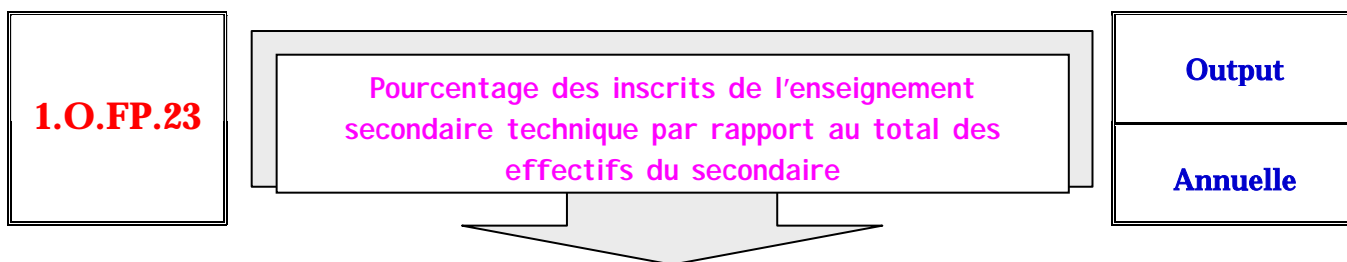 1.O.FP.23
Pourcentage des inscrits de l'enseignement
secondaire technique par rapport au total des
effectifs du secondaire
Output
Annuelle